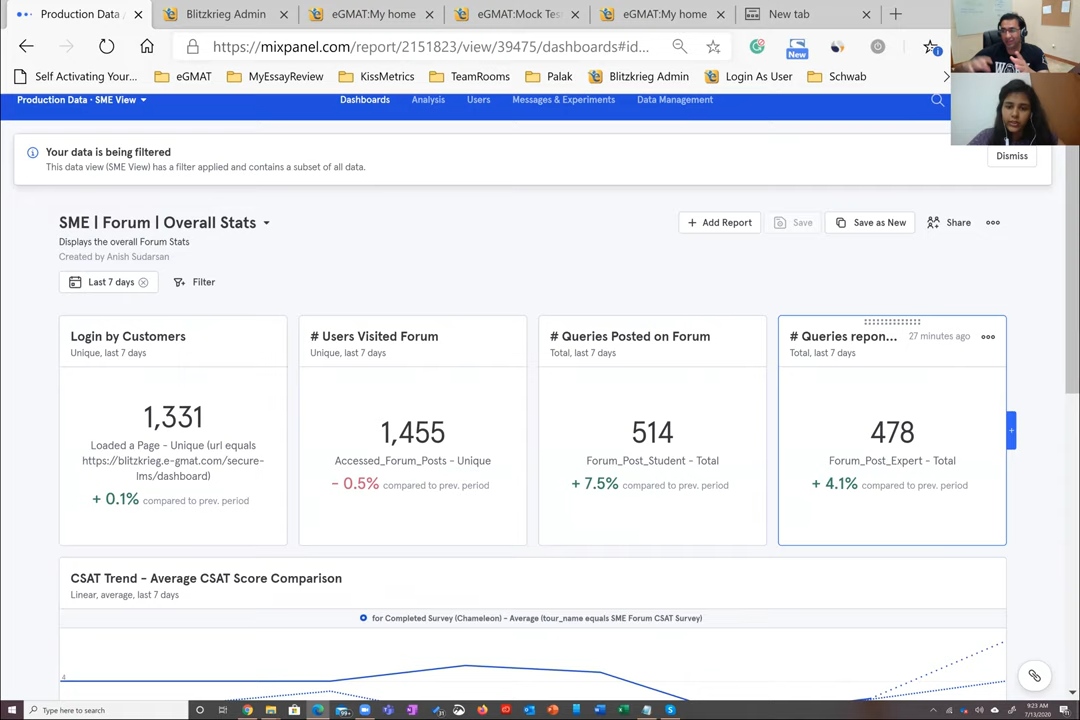 Production Data /
Blitzkrieg Admin
eGMAT:My home
eGMAT:Mock Tes
eGMAT:My home
New tab
https://mixpanel.com/report/2151823/view/39475/dashboards#id...
New
Self Activating Your...
eGMAT
MyEssayReview
KissMetrics
TeamRooms
Palak
Blitzkrieg Admin
Login As User
Schwab
Production Data · SME View
Dashboards
Analysis
Users
Messages & Experiments
Data Management
Your data is being filtered
This data view (SME View) has a filter applied and contains a subset of all data.
Dismiss
SME | Forum | Overall Stats
Displays the overall Forum Stats
Created by Anish Sudarsan
+ Add Report
Save
Save as New
Share
Last 7 days
Filter
Login by Customers
Unique, last 7 days
1,331
Loaded a Page - Unique (url equals
https://blitzkrieg.e-gmat.com/secure-
lms/dashboard)
+ 0.1% compared to prev. period
# Users Visited Forum
Unique, last 7 days
1,455
Accessed_Forum_Posts - Unique
- 0.5% compared to prev. period
# Queries Posted on Forum
Total, last 7 days
514
Forum_Post_Student - Total
+ 7.5% compared to prev. period
# Queries repon...
27 minutes ago
Total, last 7 days
478
Forum_Post_Expert - Total
+ 4.1% compared to prev. period
CSAT Trend - Average CSAT Score Comparison
Linear, average, last 7 days
for Completed Survey (Chameleon) - Average (tour_name equals SME Forum CSAT Survey)
4
Type here to search
9:23 AM
7/13/2020